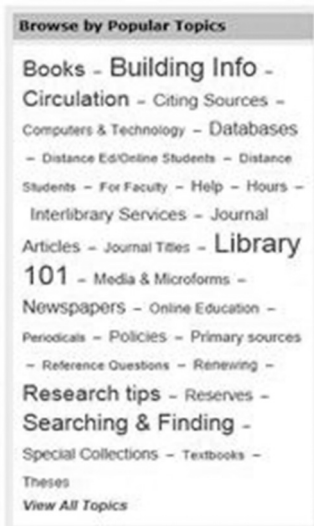 Browse by Popular Topics
Books – Building Info –
Circulation – Citing Sources –
Computers & Technology – Databases
– Distance Ed/Online Students – Distance
Students – For Faculty – Help – Hours –
Interlibrary Services – Journal
Articles – Journal Titles – Library
101 – Media & Microforms –
Newspapers – Online Education –
Periodicals – Policies – Primary sources
– Reference Questions – Renewing –
Research tips – Reserves –
Searching & Finding –
Special Collections – Textbooks –
Theses
View All Topics